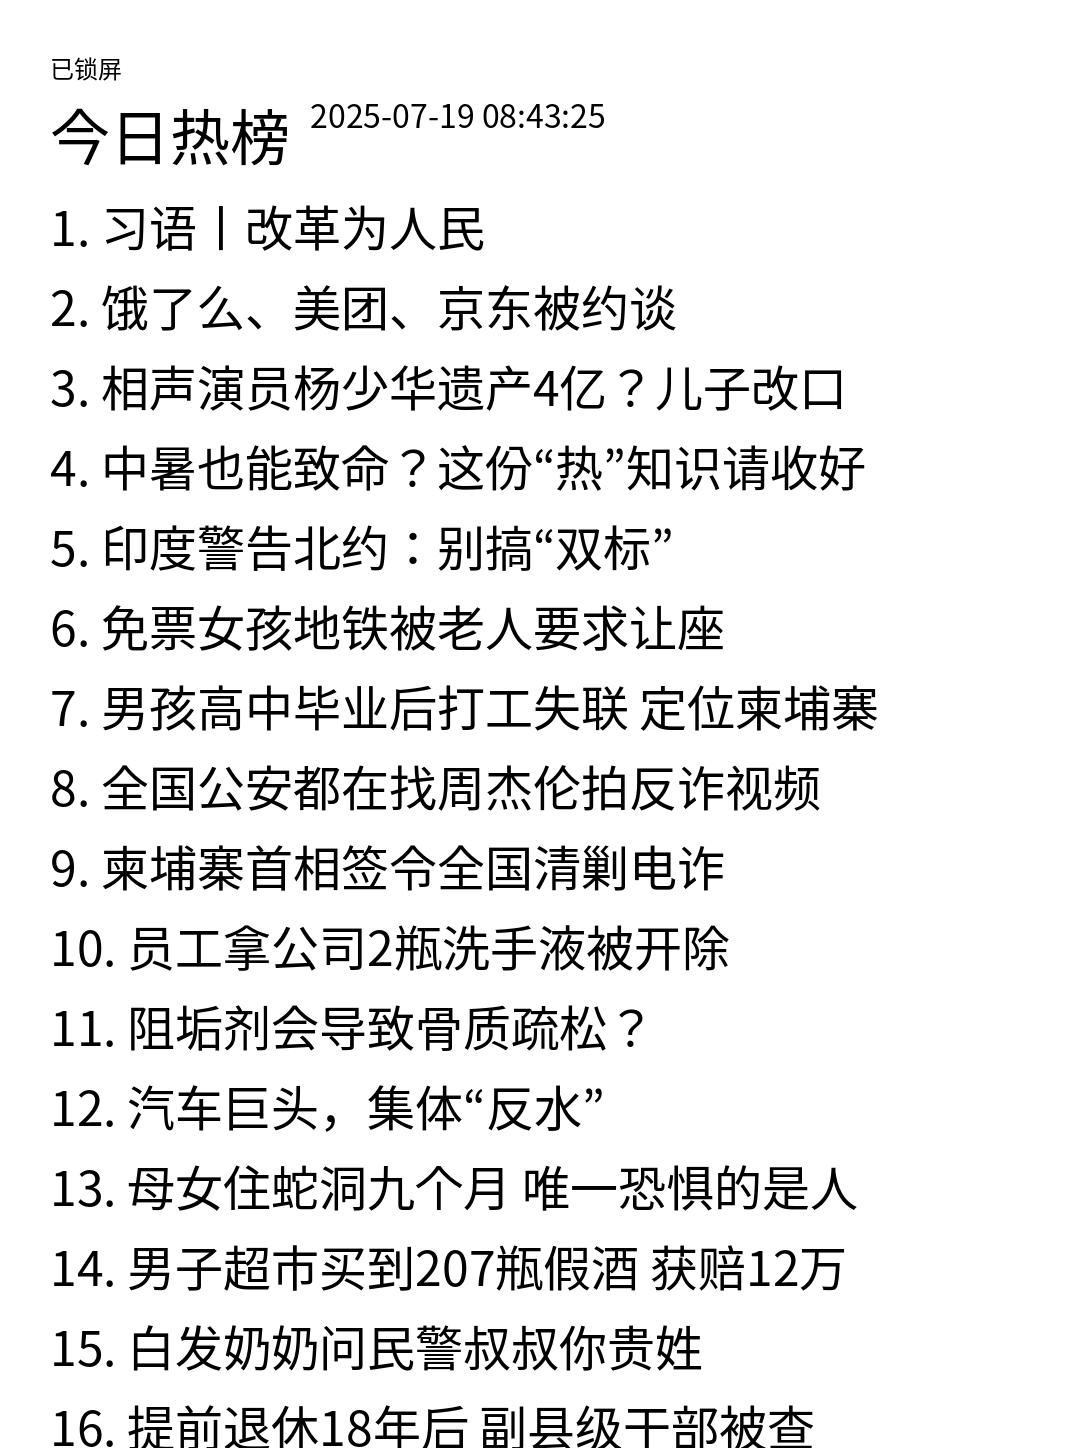 已锁屏
今日热榜 2025-07-19 08:43:25
1. 习语丨改革为人民
2. 饿了么、美团、京东被约谈
3. 相声演员杨少华遗产4亿？儿子改口
4. 中暑也能致命？这份“热”知识请收好
5. 印度警告北约：别搞“双标”
6. 免票女孩地铁被老人要求让座
7. 男孩高中毕业后打工失联 定位柬埔寨
8. 全国公安都在找周杰伦拍反诈视频
9. 柬埔寨首相签令全国清剿电诈
10. 员工拿公司2瓶洗手液被开除
11. 阻垢剂会导致骨质疏松？
12. 汽车巨头，集体“反水”
13. 母女住蛇洞九个月 唯一恐惧的是人
14. 男子超市买到207瓶假酒 获赔12万
15. 白发奶奶问民警叔叔你贵姓
16. 提前退休18年后 副县级干部被查